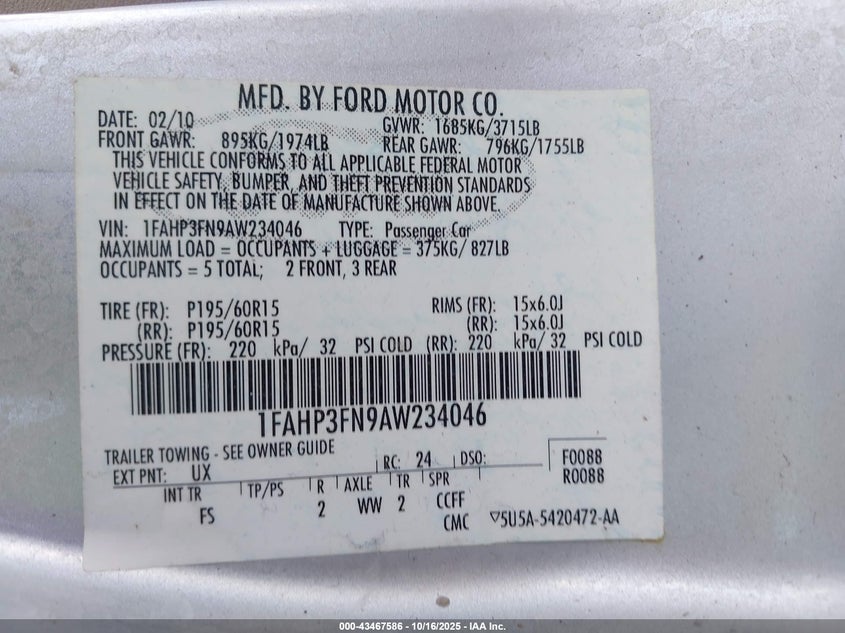 MFD. BY FORD MOTOR CO.
DATE: 02/10 GVWR: 1685KG/3715LB
FRONT GAWR: 895KG/1974LB REAR GAWR: 796KG/1755LB
THIS VEHICLE CONFORMS TO ALL APPLICABLE FEDERAL MOTOR
VEHICLE SAFETY, BUMPER, AND THEFT PREVENTION STANDARDS
IN EFFECT ON THE DATE OF MANUFACTURE SHOWN ABOVE.
VIN: 1FAHP3FN9AW234046 TYPE: Passenger Car
MAXIMUM LOAD = OCCUPANTS + LUGGAGE = 375KG/ 827LB
OCCUPANTS = 5 TOTAL; 2 FRONT, 3 REAR
TIRE (FR): P195/60R15 RIMS (FR): 15x6.0J
(RR): P195/60R15 (RR): 15x6.0J
PRESSURE (FR): 220 kPa/ 32 PSI COLD (RR): 220 kPa/ 32 PSI COLD
1FAHP3FN9AW234046
TRAILER TOWING - SEE OWNER GUIDE
EXT PNT: UX RC: 24 DSO: F0088
R0088
INT TR TP/PS R AXLE TR SPR
FS 2 WW 2 CCFF
CMC ▽5U5A-5420472-AA
000-43467586 - 10/16/2025 - IAA Inc.